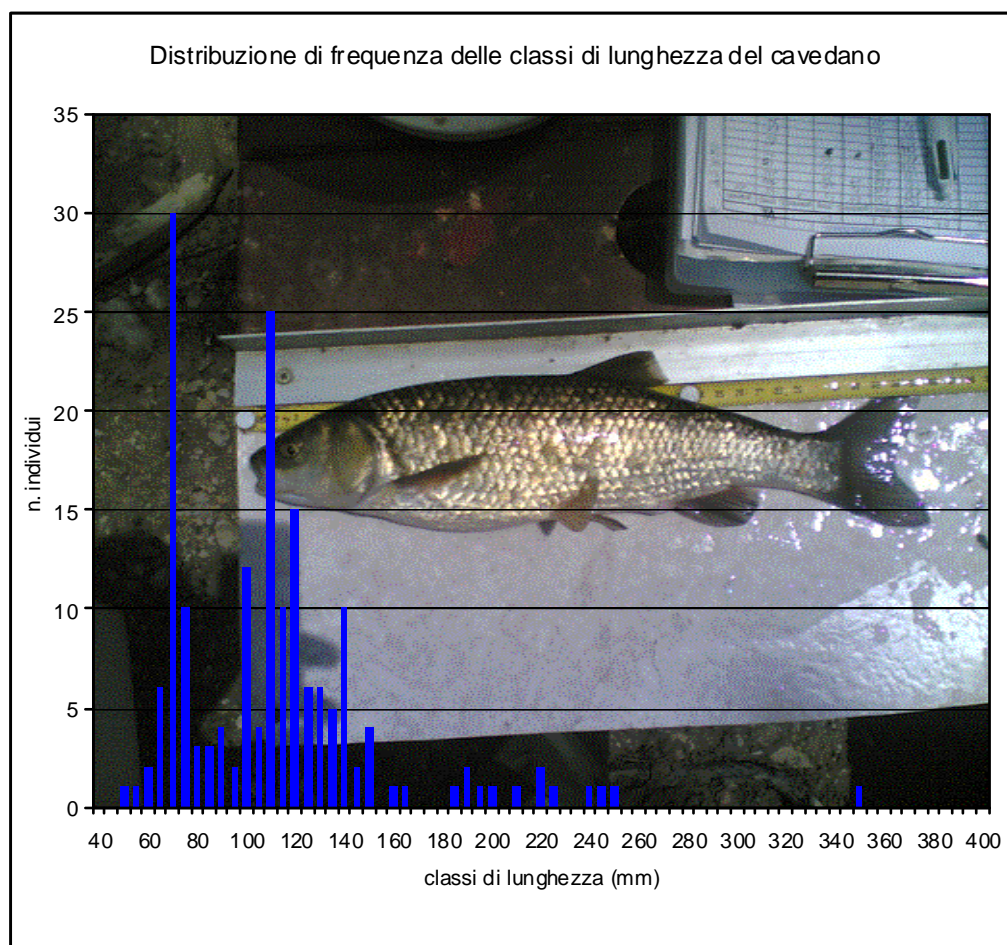 Distribuzione di frequenza delle classi di lunghezza del cavedano
35
30
25
20
15
10
5
0
n. individui
40 60 80 100 120 140 160 180 200 220 240 260 280 300 320 340 360 380 400
classi di lunghezza (mm)